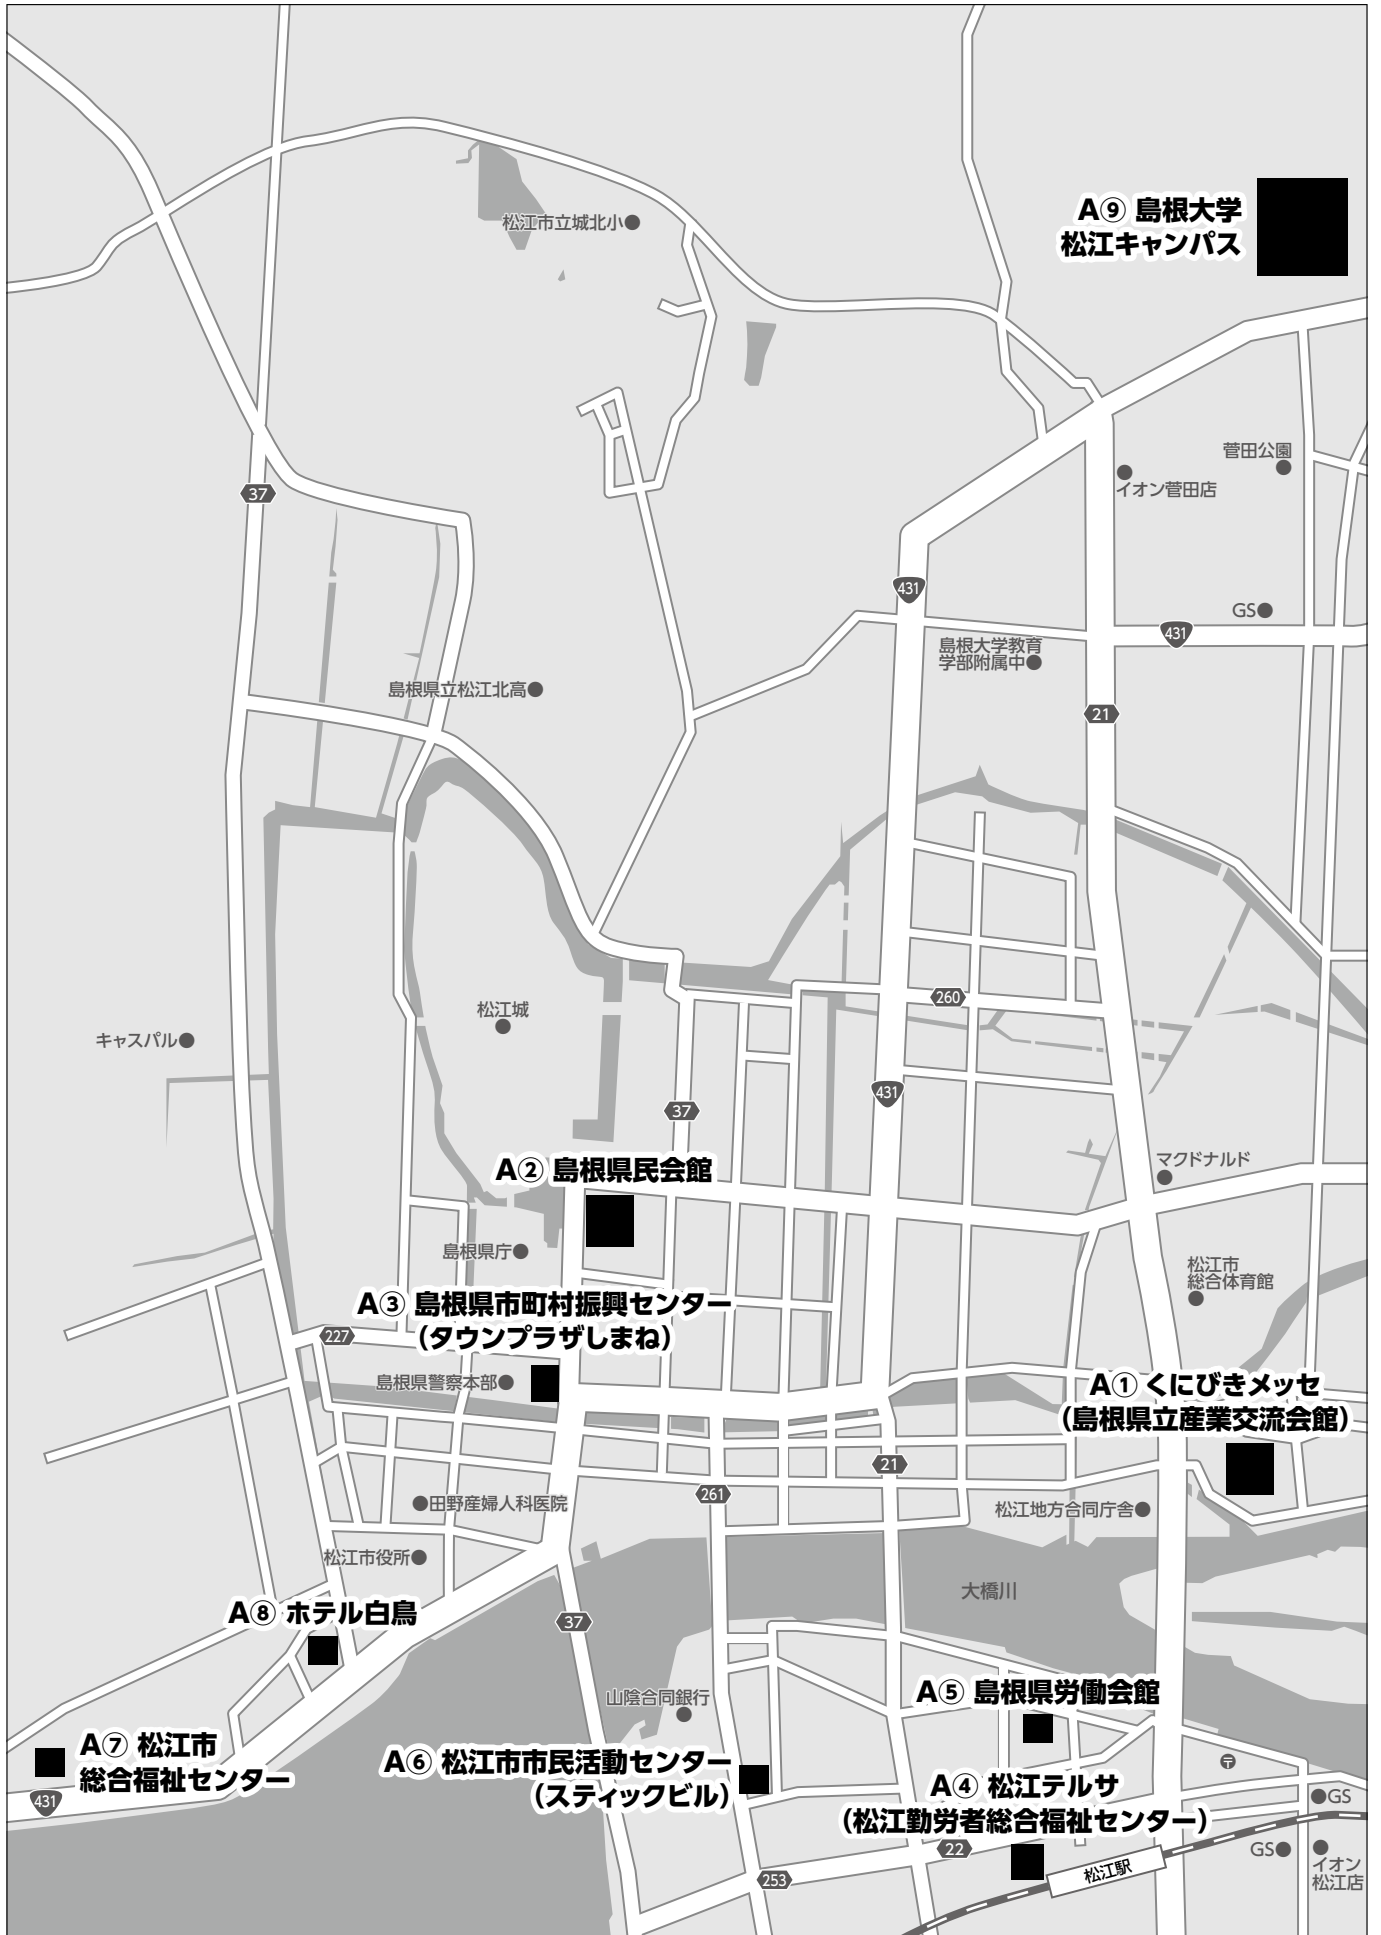 松江市立城北小
A⑨ 島根大学
松江キャンパス
菅田公園
イオン菅田店
37
431
GS
431
島根大学教育
学部附属中
島根県立松江北高
21
260
松江城
キャスパル
431
37
マクドナルド
A② 島根県民会館
島根県庁
松江市
総合体育館
A③ 島根県市町村振興センター
（タウンプラザしまね）
227
島根県警察本部
A① くにびきメッセ
（島根県立産業交流会館）
21
261
田野産婦人科医院
松江地方合同庁舎
松江市役所
大橋川
A⑧ ホテル白鳥
37
山陰合同銀行
A⑤ 島根県労働会館
A⑦ 松江市
総合福祉センター
431
A⑥ 松江市市民活動センター
（スティックビル）
〒
A④ 松江テルサ
（松江勤労者総合福祉センター）
GS
22
GS
イオン
松江店
松江駅
253